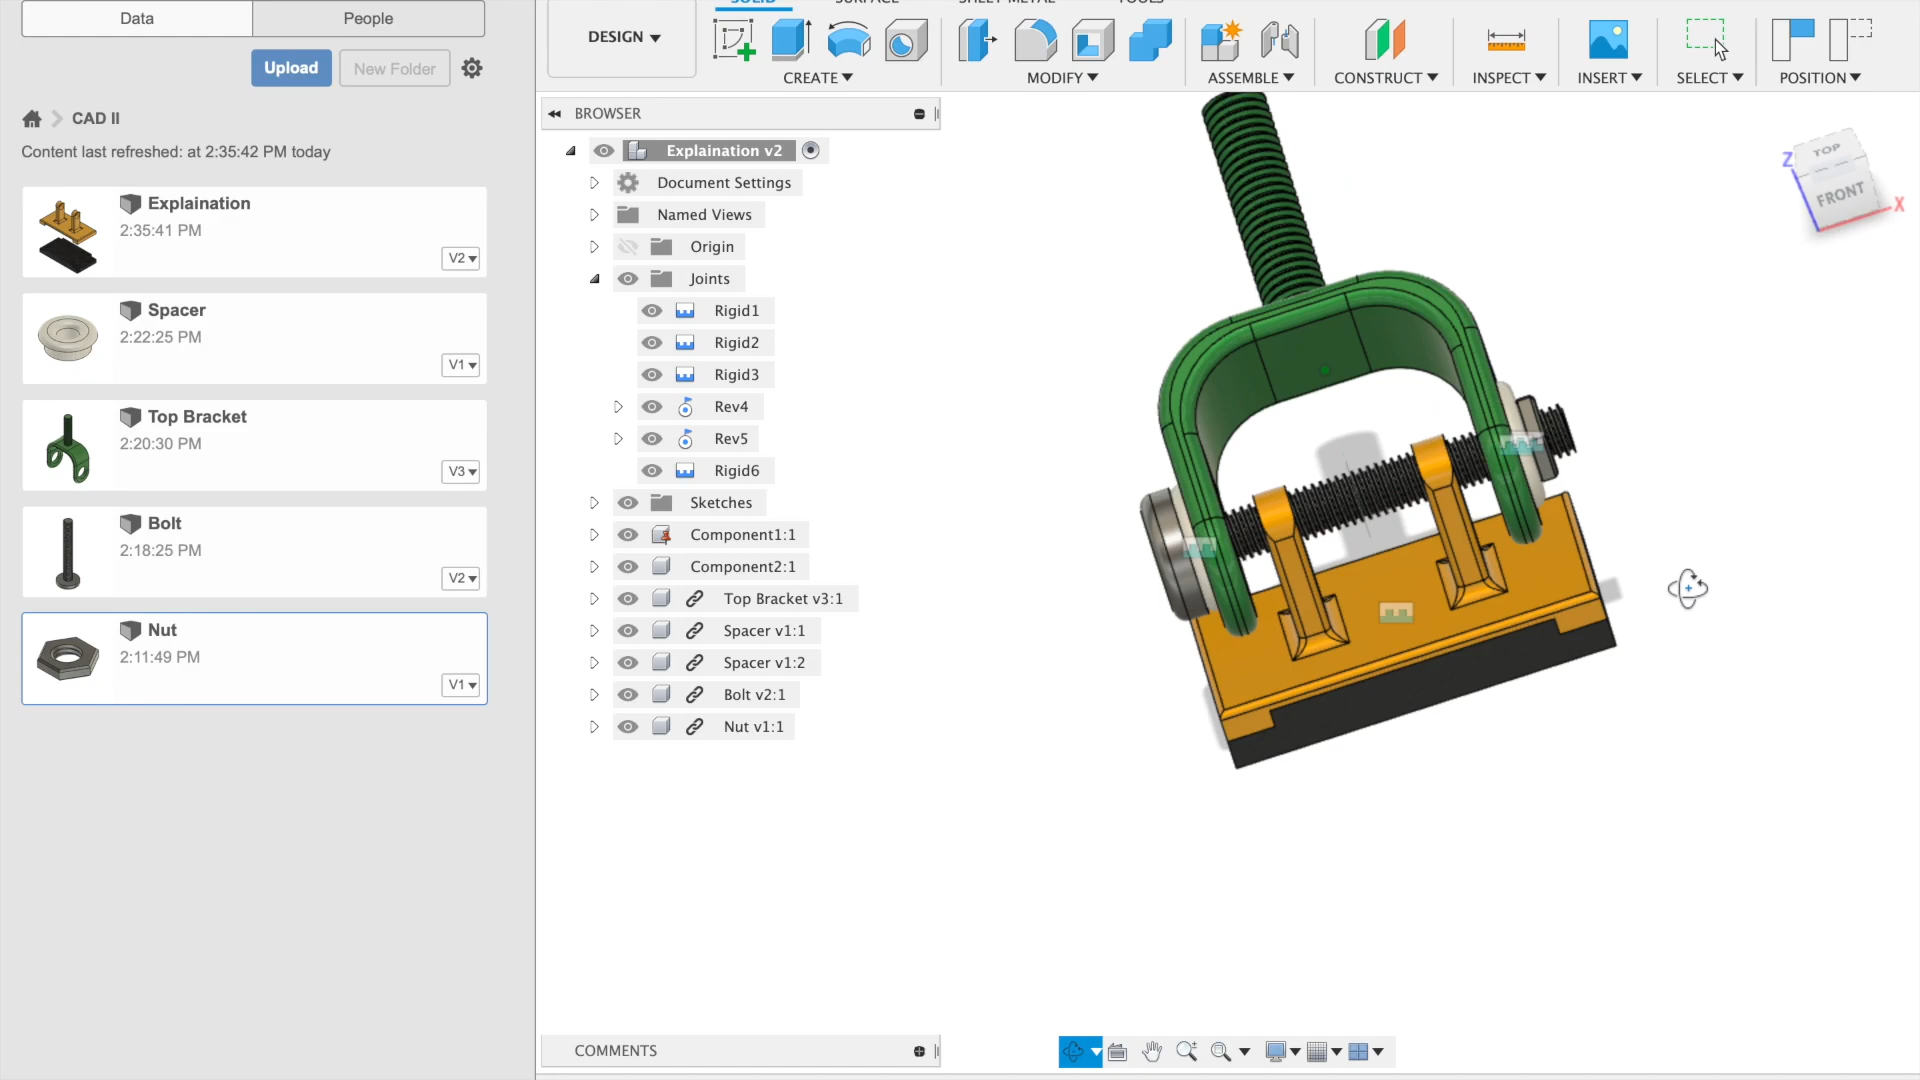 Data
People
Upload
New Folder
CAD II
Content last refreshed: at 2:35:42 PM today
Explaination
2:35:41 PM
V2
Spacer
2:22:25 PM
V1
Top Bracket
2:20:30 PM
V3
Bolt
2:18:25 PM
V2
Nut
2:11:49 PM
V1
SOLID
SURFACE
SHEET METAL
TOOLS
DESIGN
CREATE
MODIFY
ASSEMBLE
CONSTRUCT
INSPECT
INSERT
SELECT
POSITION
BROWSER
Explaination v2
Document Settings
Named Views
Origin
Joints
Rigid1
Rigid2
Rigid3
Rev4
Rev5
Rigid6
Sketches
Component1:1
Component2:1
Top Bracket v3:1
Spacer v1:1
Spacer v1:2
Bolt v2:1
Nut v1:1
Z
TOP
FRONT
X
COMMENTS